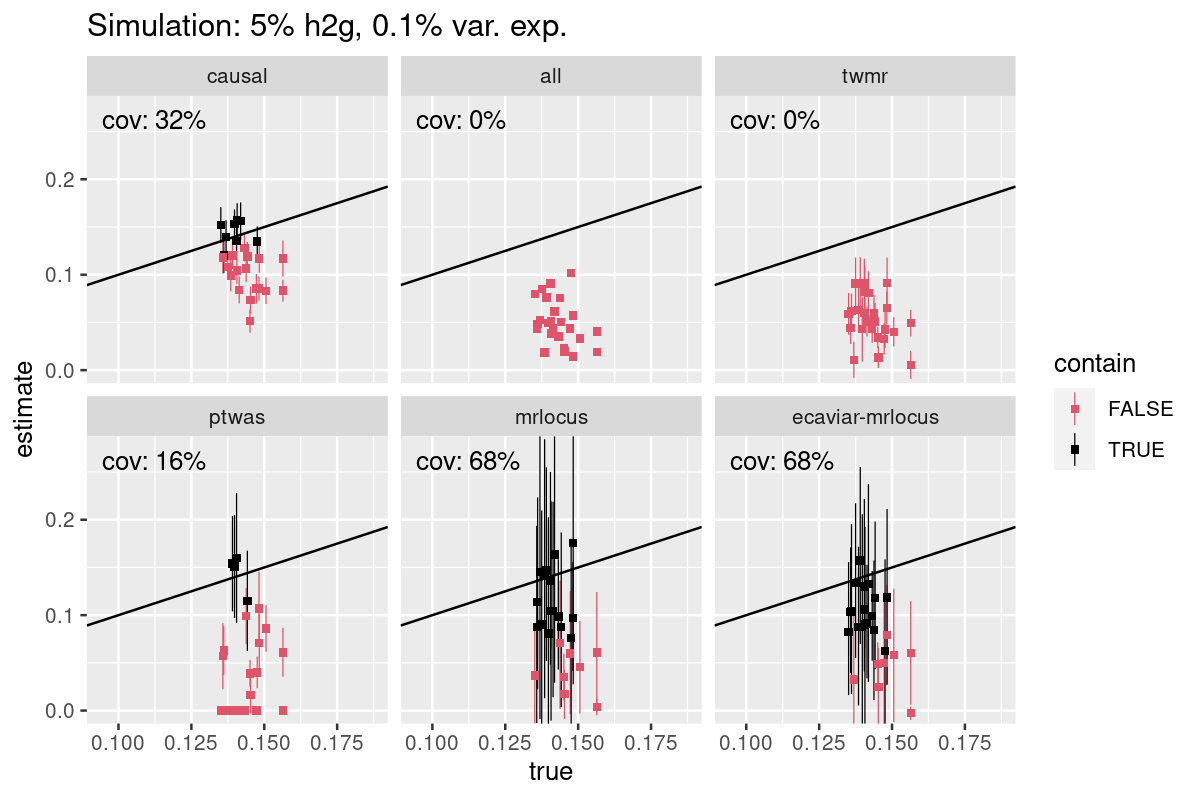 Simulation: 5% h2g, 0.1% var. exp.
causal
all
twmr
cov: 32%
cov: 0%
cov: 0%
0.2
0.1
0.0
ptwas
mrlocus
ecaviar-mrlocus
cov: 16%
cov: 68%
cov: 68%
0.2
0.1
0.0
0.100 0.125 0.150 0.175
0.100 0.125 0.150 0.175
0.100 0.125 0.150 0.175
true
estimate
contain
FALSE
TRUE